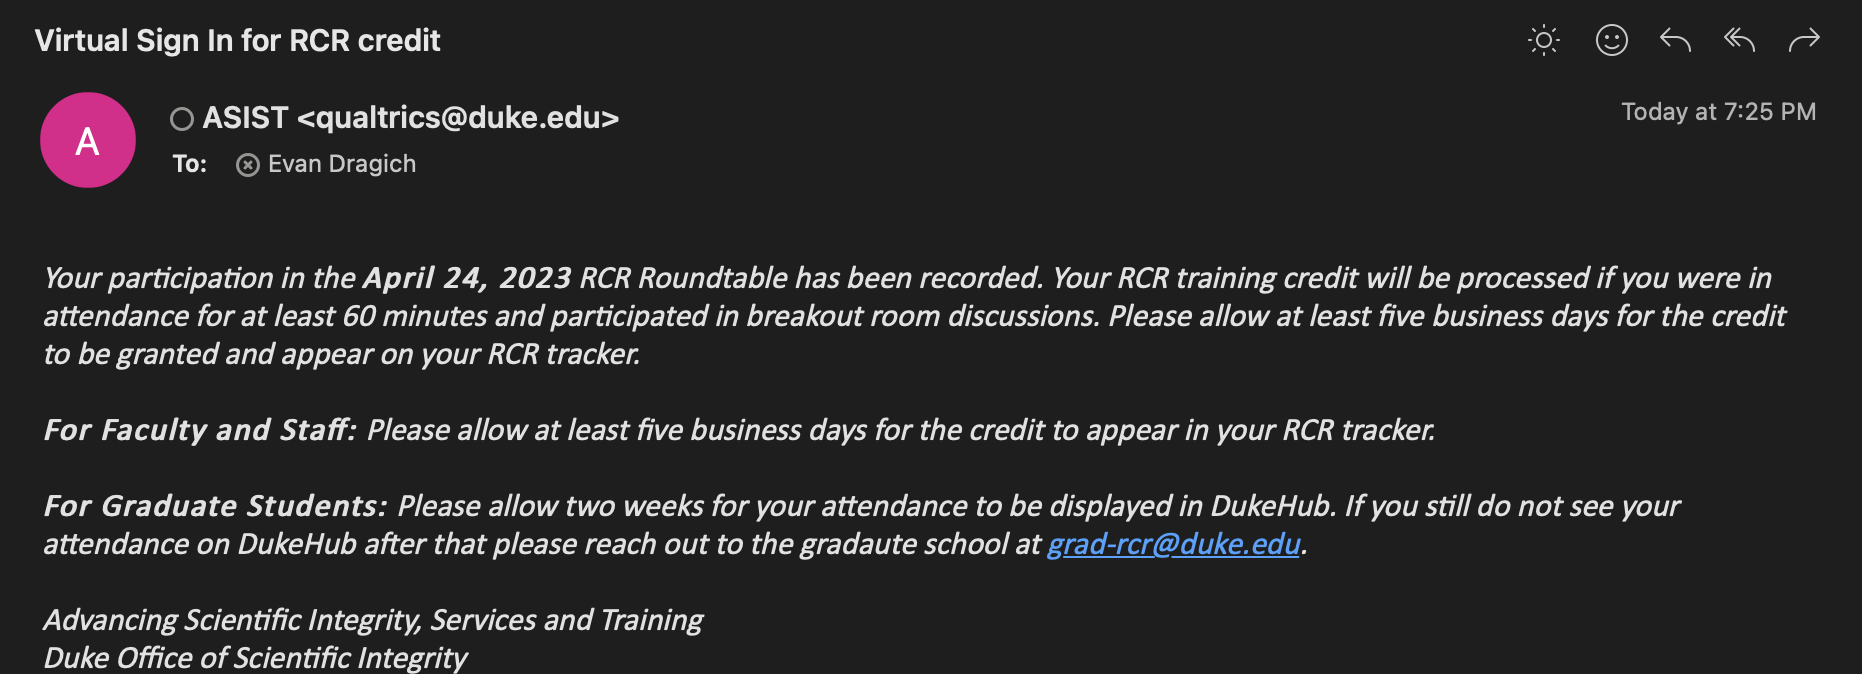 Virtual Sign In for RCR credit
A
ASIST <qualtrics@duke.edu>
Today at 7:25 PM
To: Evan Dragich
Your participation in the April 24, 2023 RCR Roundtable has been recorded. Your RCR training credit will be processed if you were in
attendance for at least 60 minutes and participated in breakout room discussions. Please allow at least five business days for the credit
to be granted and appear on your RCR tracker.
For Faculty and Staff: Please allow at least five business days for the credit to appear in your RCR tracker.
For Graduate Students: Please allow two weeks for your attendance to be displayed in DukeHub. If you still do not see your
attendance on DukeHub after that please reach out to the gradaute school at grad-rcr@duke.edu.
Advancing Scientific Integrity, Services and Training
Duke Office of Scientific Integrity